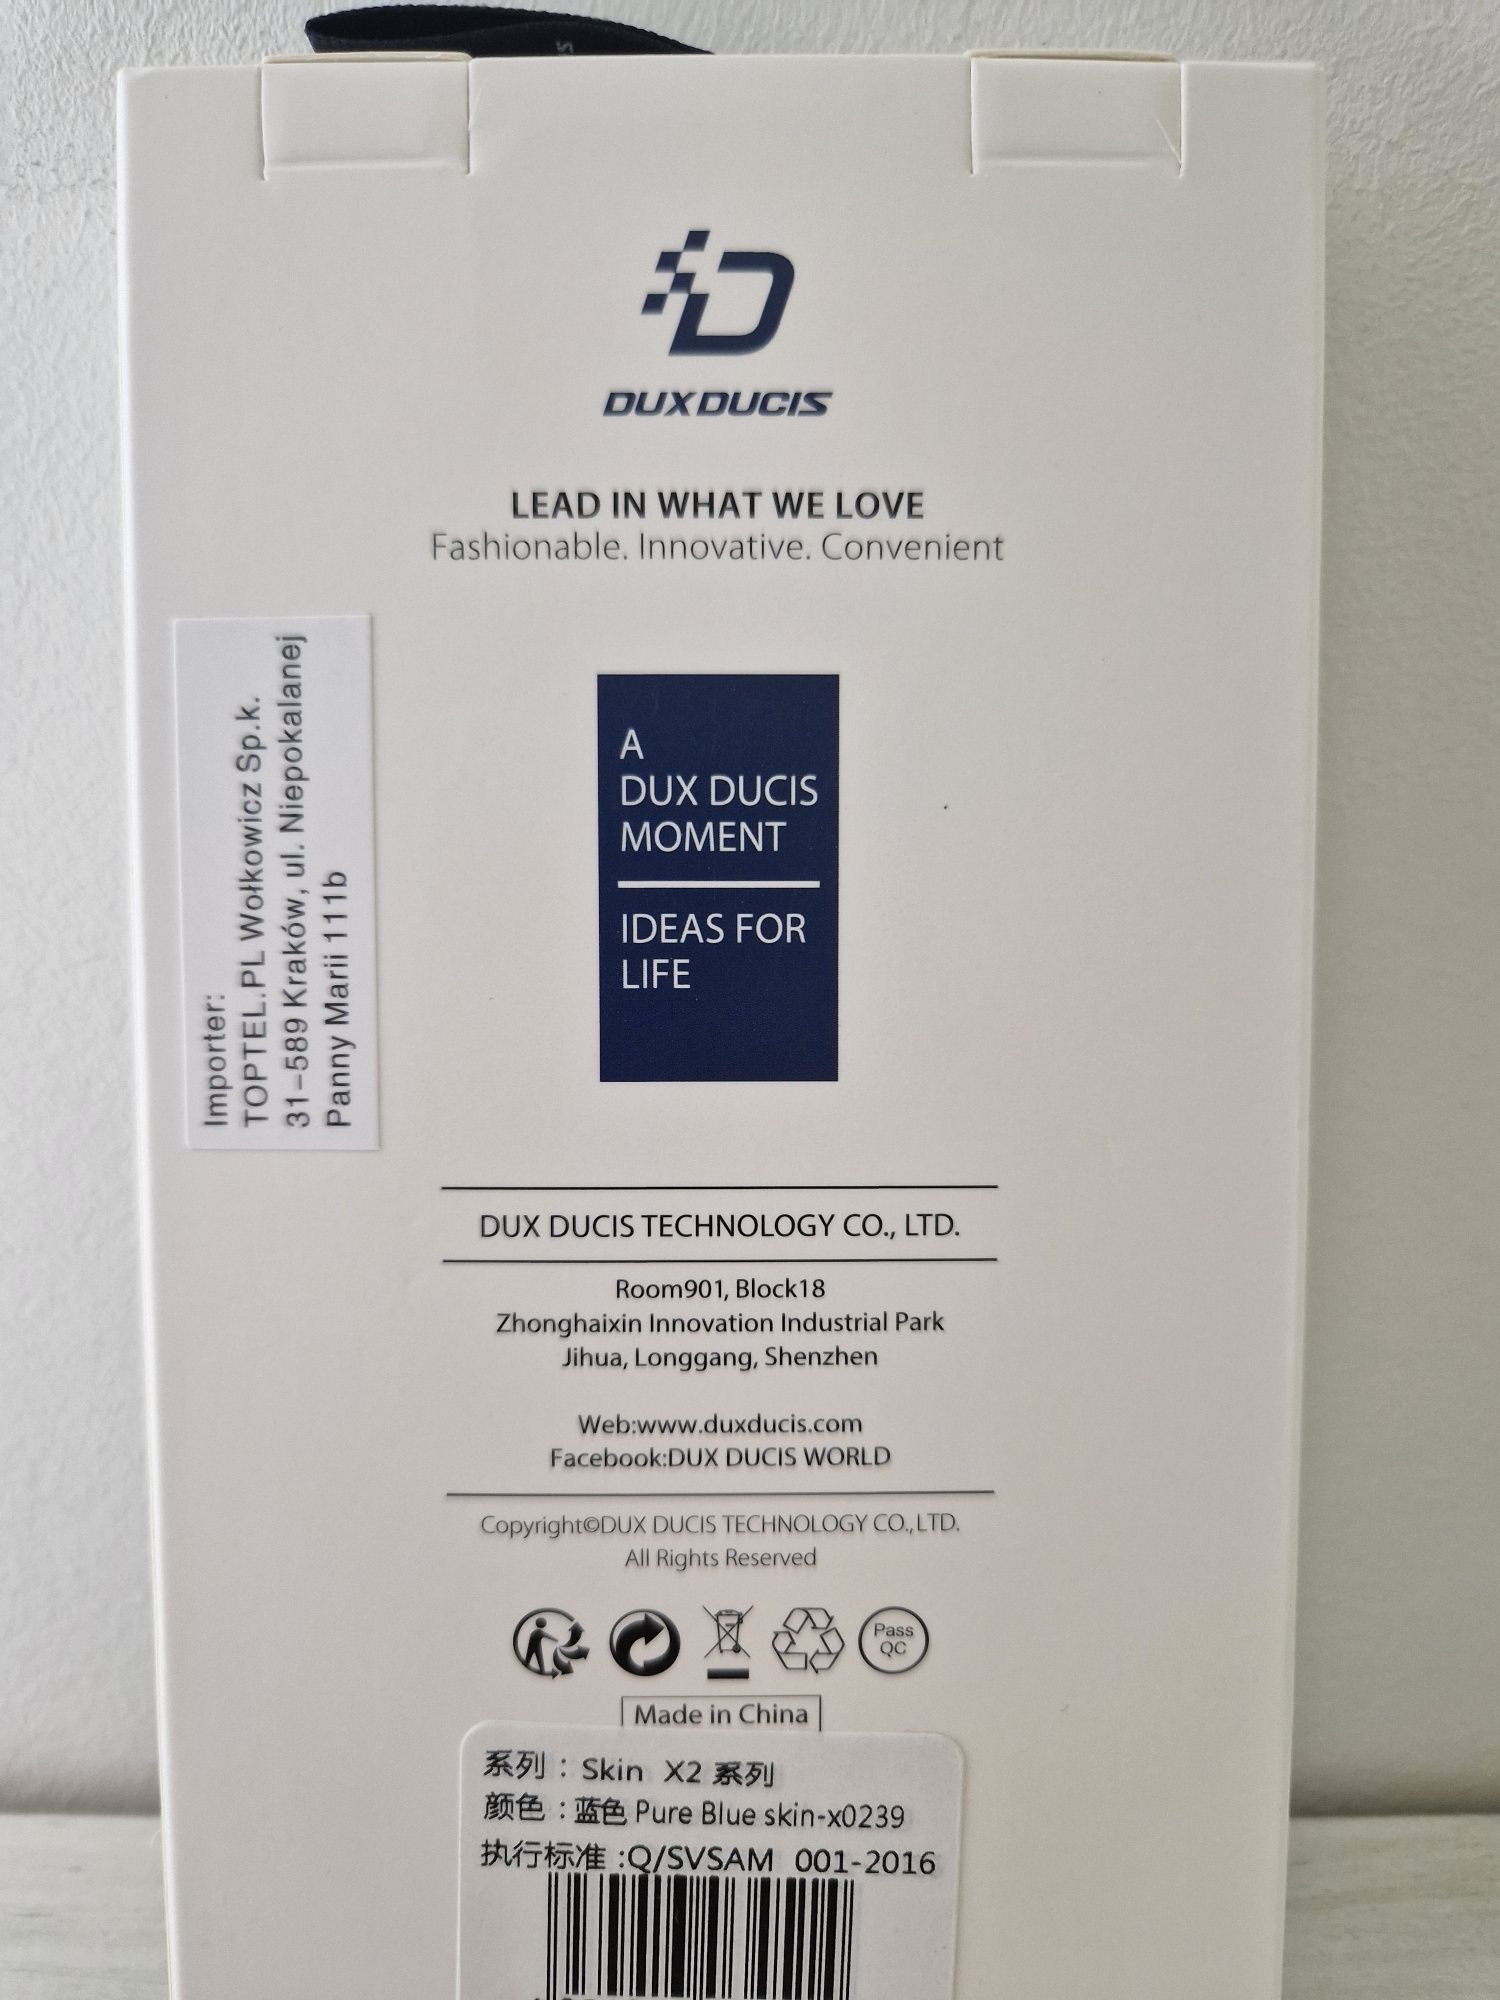 DUXDUCIS
LEAD IN WHAT WE LOVE
Fashionable. Innovative. Convenient
Importer:
TOPTEL.PL Wołkowicz Sp.k.
31-589 Kraków, ul. Niepokalanej
Panny Marii 111b
A
DUX DUCIS
MOMENT
IDEAS FOR
LIFE
DUX DUCIS TECHNOLOGY CO., LTD.
Room901, Block18
Zhonghaixin Innovation Industrial Park
Jihua, Longgang, Shenzhen
Web:www.duxducis.com
Facebook:DUX DUCIS WORLD
Copyright©DUX DUCIS TECHNOLOGY CO.,LTD.
All Rights Reserved
Pass
QC
Made in China
系列：Skin X2 系列
颜色：蓝色 Pure Blue skin-x0239
执行标准:Q/SVSAM 001-2016